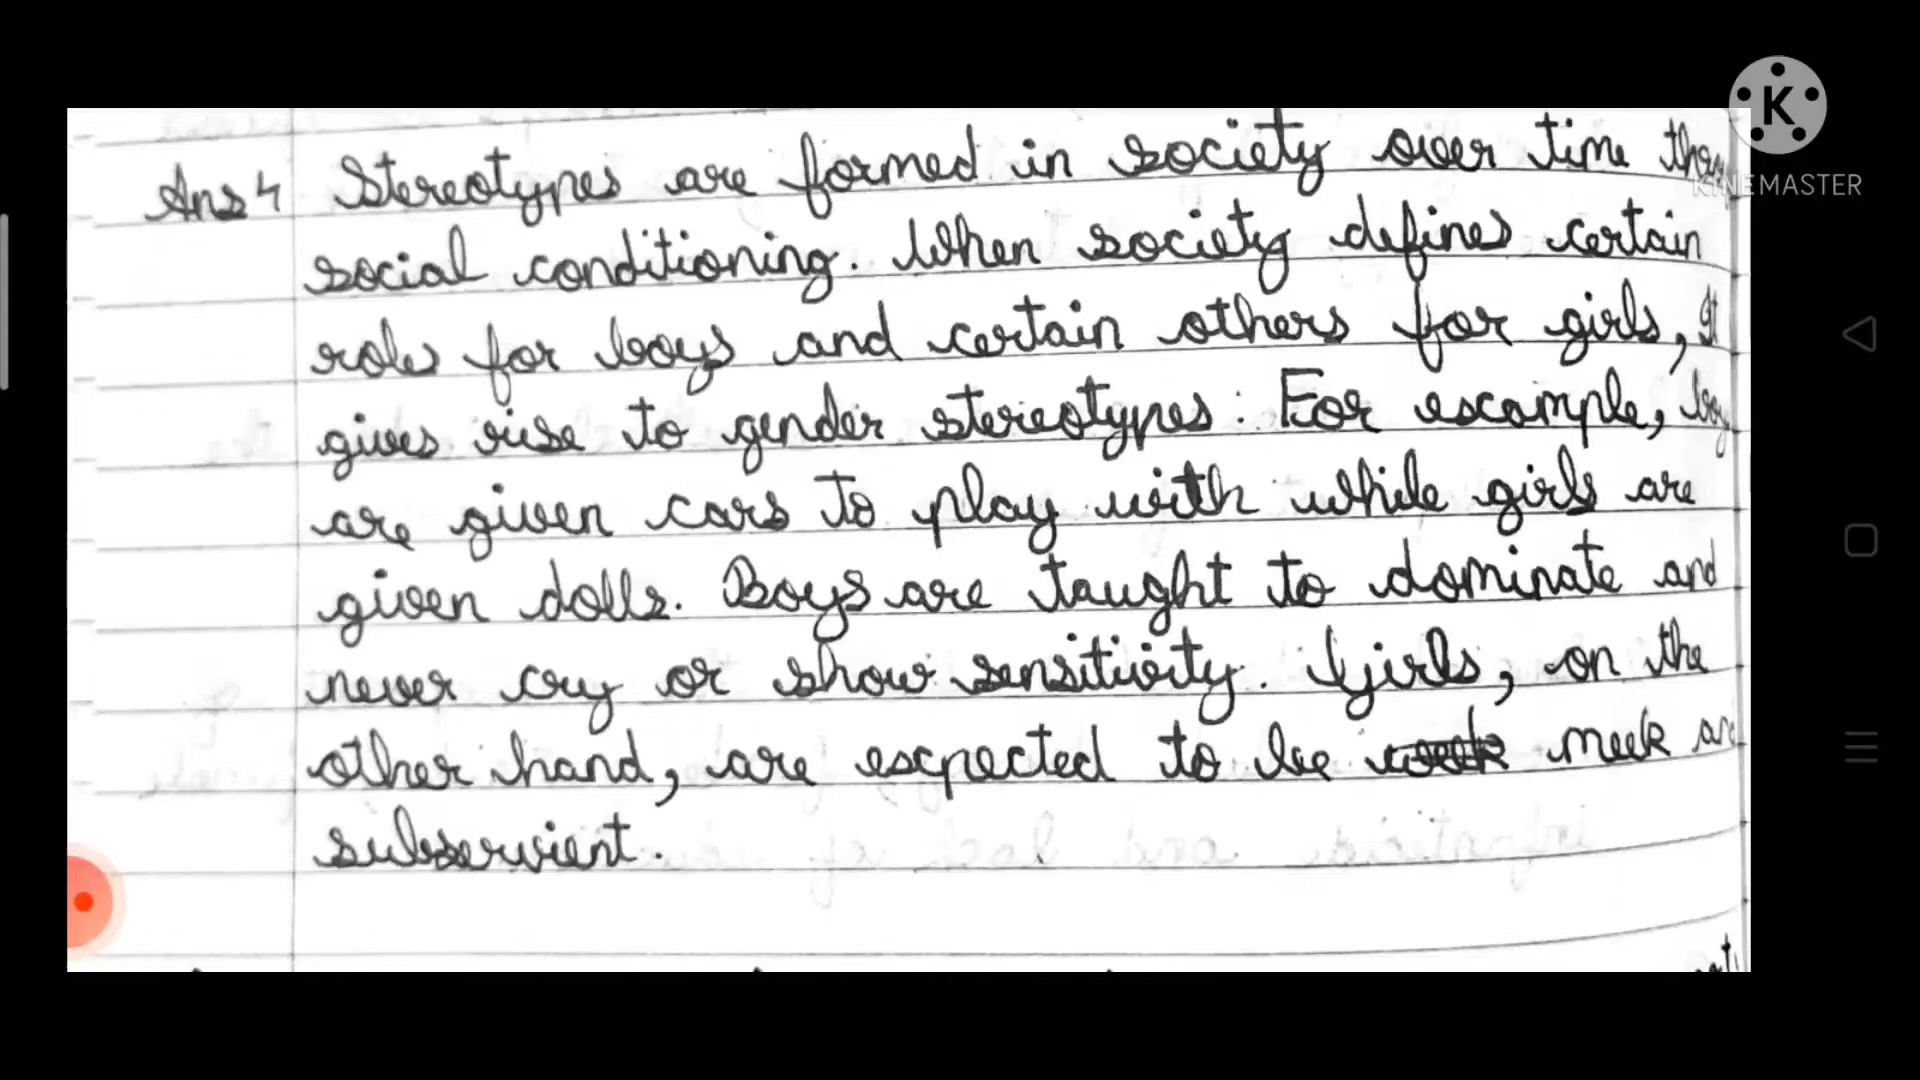 K
KINEMASTER
Ans 4 Stereotypes are formed in society over time
social conditioning. When society defines certain
roles for boys and certain others for girls, It
gives rise to gender stereotypes. For example, boy
are given cars to play with while girls are
given dolls. Boys are taught to dominate and
never cry or show sensitivity. Girls, on the
other hand, are expected to be meek an
subservient.